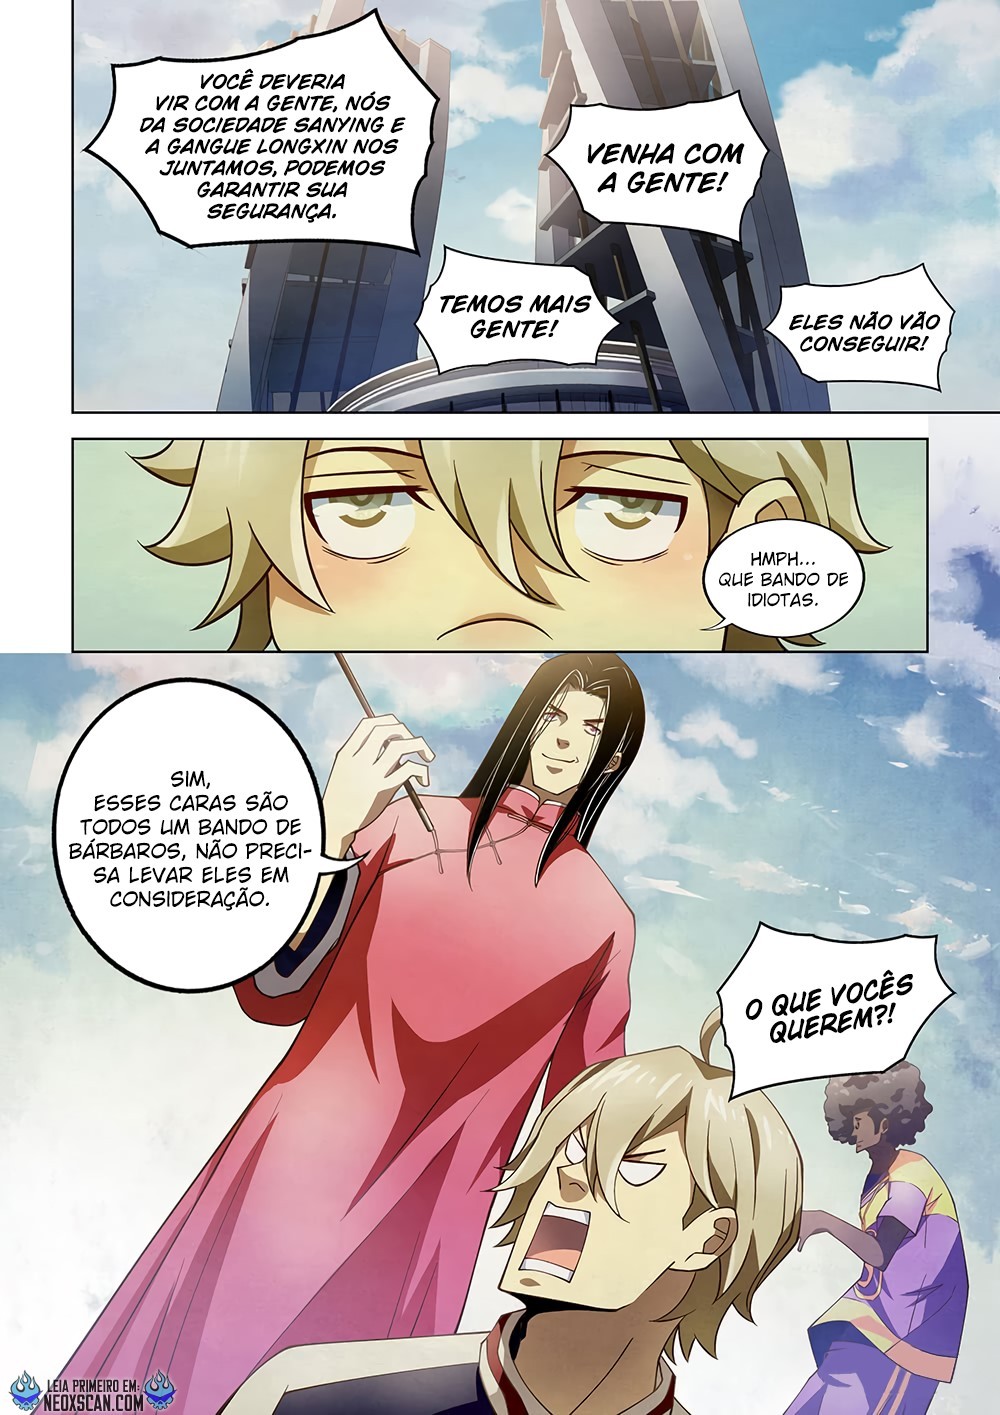 VOCÊ DEVERIA
VIR COM A GENTE, NÓS
DA SOCIEDADE SANYING E
A GANGUE LONGXIN NOS
JUNTAMOS, PODEMOS
GARANTIR SUA
SEGURANÇA.
VENHA COM
A GENTE!
TEMOS MAIS
GENTE!
ELES NÃO VÃO
CONSEGUIR!
HMPH...
QUE BANDO DE
IDIOTAS.
SIM,
ESSES CARAS SÃO
TODOS UM BANDO DE
BÁRBAROS, NÃO PRECI-
SA LEVAR ELES EM
CONSIDERAÇÃO.
O QUE VOCÊS
QUEREM?!
LEIA PRIMEIRO EM:
NEOXSCAN.COM